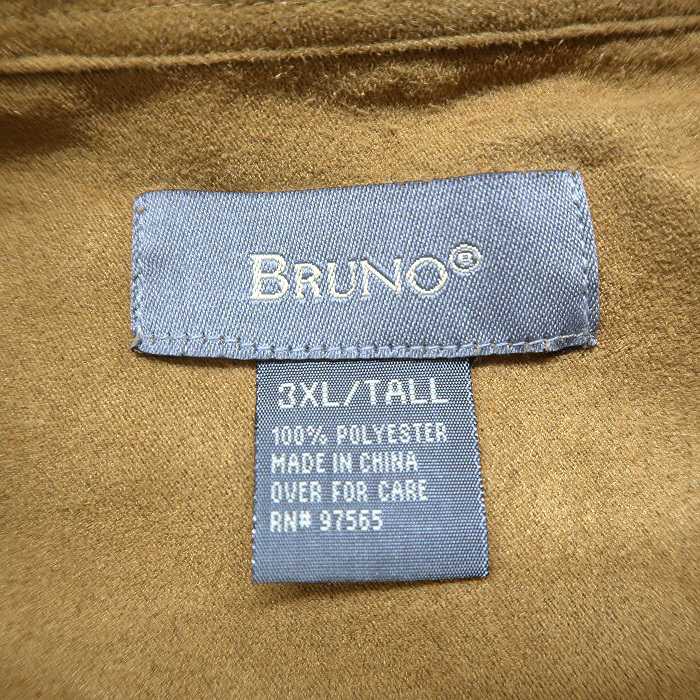 BRUNO®
3XL/TALL
100% POLYESTER
MADE IN CHINA
OVER FOR CARE
RN# 97565